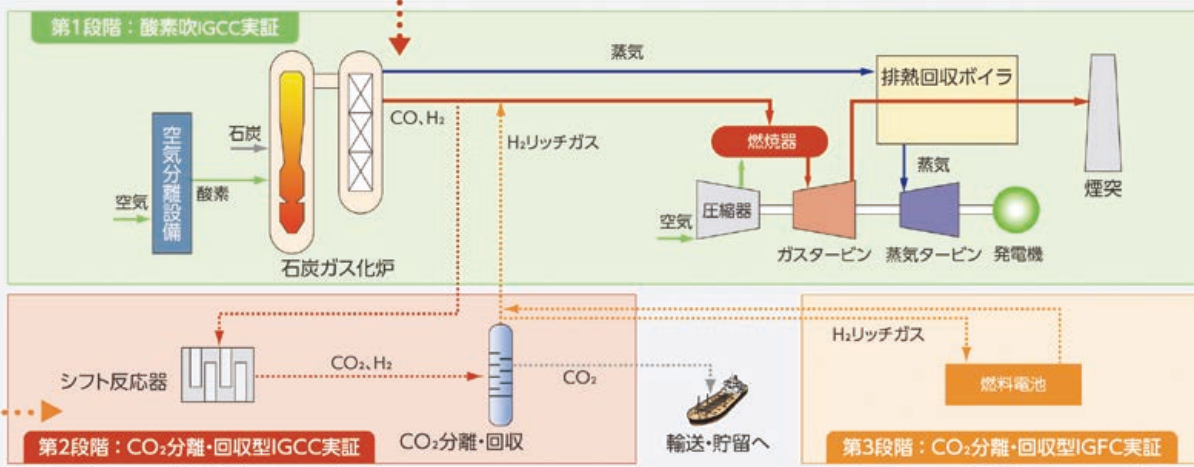 第1段階：酸素吹IGCC実証
蒸気
排熱回収ボイラ
CO、H₂
石炭
H₂リッチガス
燃焼器
空気分離設備
酸素
空気
蒸気
煙突
空気
圧縮器
石炭ガス化炉
ガスタービン
蒸気タービン
発電機
H₂リッチガス
シフト反応器
CO₂、H₂
CO₂
燃料電池
第2段階：CO₂分離・回収型IGCC実証
CO₂分離・回収
輸送・貯留へ
第3段階：CO₂分離・回収型IGFC実証